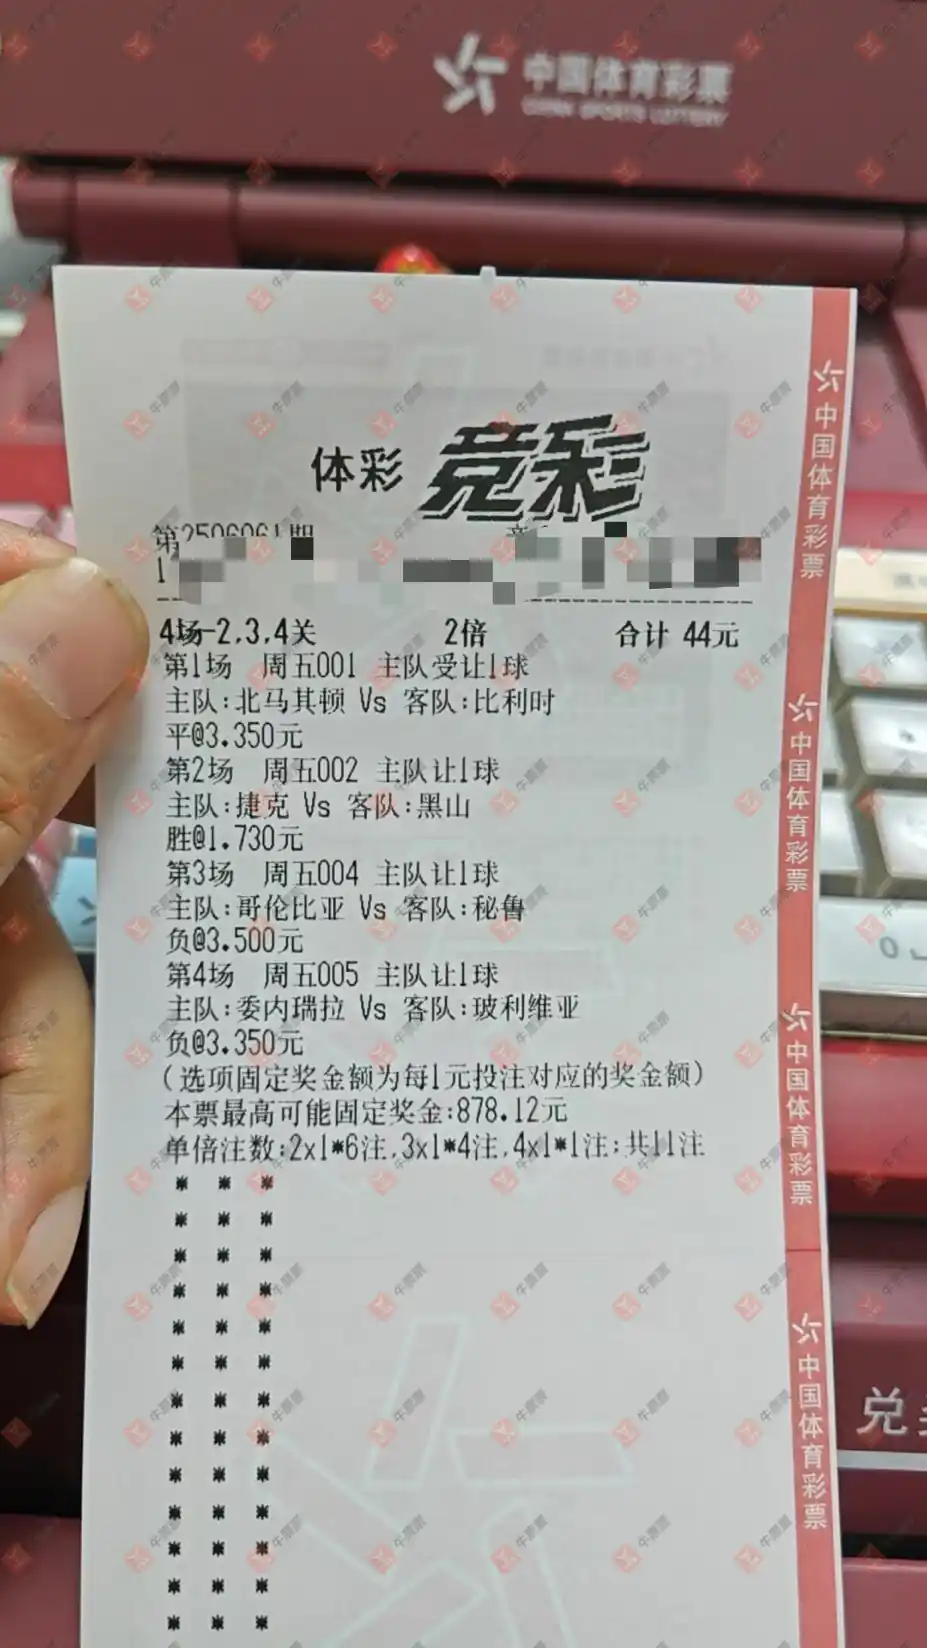 中国体育彩票
CHINA SPORTS LOTTERY
体彩 竞彩
4场-2,3,4关 2倍 合计 44元
第1场 周五001 主队受让1球
主队:北马其顿 Vs 客队:比利时
平@3.350元
第2场 周五002 主队让1球
主队:捷克 Vs 客队:黑山
胜@1.730元
第3场 周五004 主队让1球
主队:哥伦比亚 Vs 客队:秘鲁
负@3.500元
第4场 周五005 主队让1球
主队:委内瑞拉 Vs 客队:玻利维亚
负@3.350元
(选项固定奖金额为每1元投注对应的奖金额)
本票最高可能固定奖金:878.12元
单倍注数:2x1*6注,3x1*4注,4x1*1注;共11注
中国体育彩票
中国体育彩票
中国体育彩票
中国体育彩票
兑